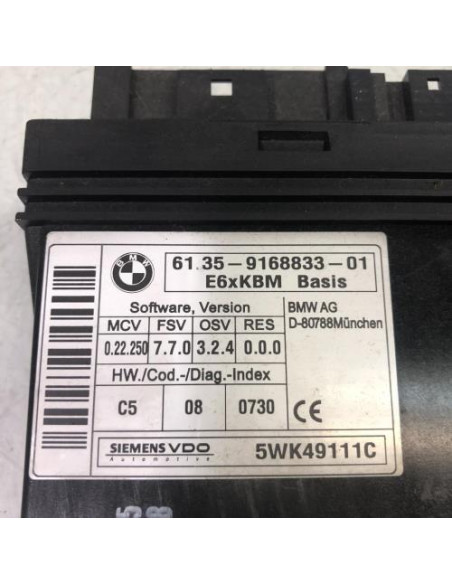 BMW
61.35-9168833-01
E6xKBM Basis
Software, Version
BMW AG
D-80788München
MCV FSV OSV RES
0.22.250 7.7.0 3.2.4 0.0.0
HW./Cod.-/Diag.-Index
C5 08 0730 CE
SIEMENS VDO
Automotive
5WK49111C
58